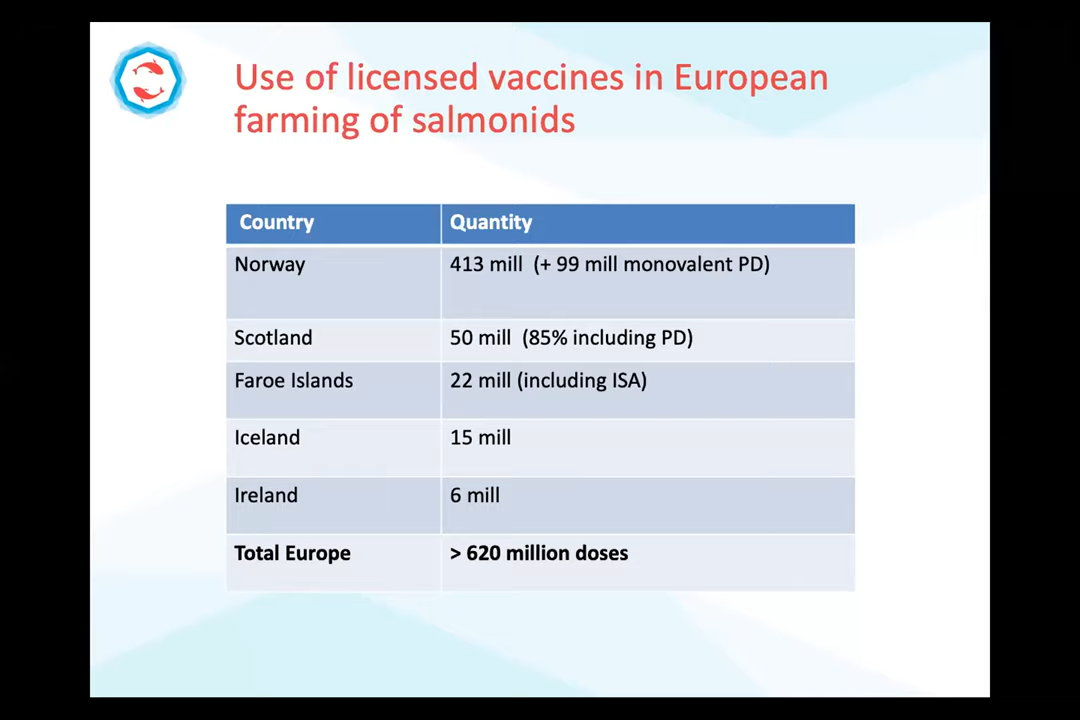 Use of licensed vaccines in European
farming of salmonids
Country Quantity
Norway 413 mill (+ 99 mill monovalent PD)
Scotland 50 mill (85% including PD)
Faroe Islands 22 mill (including ISA)
Iceland 15 mill
Ireland 6 mill
Total Europe > 620 million doses